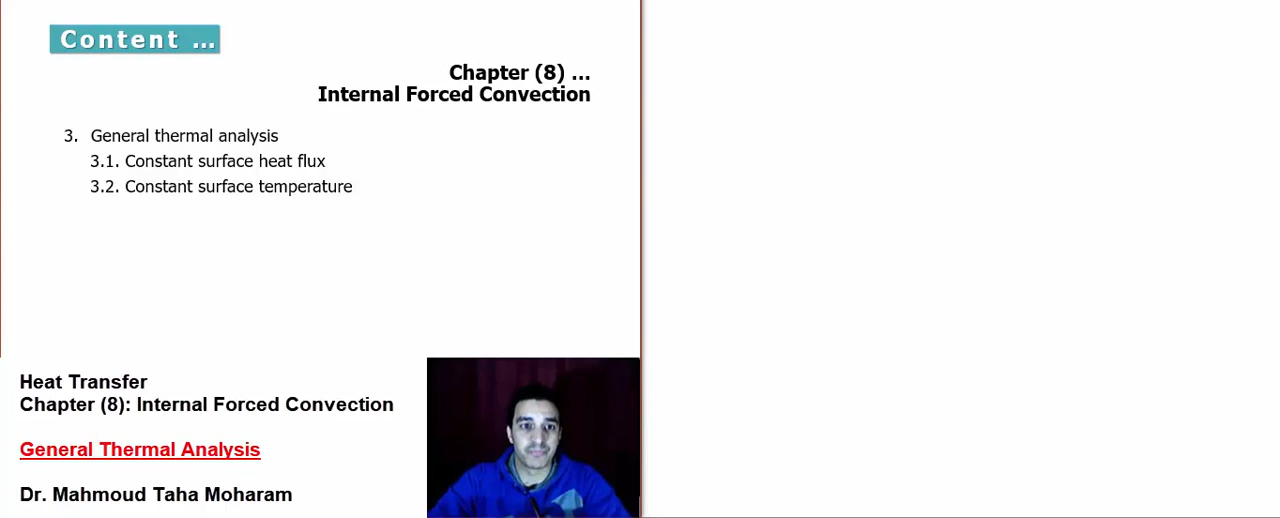 Content ...
Chapter (8) ...
Internal Forced Convection
3. General thermal analysis
3.1. Constant surface heat flux
3.2. Constant surface temperature
Heat Transfer
Chapter (8): Internal Forced Convection
General Thermal Analysis
Dr. Mahmoud Taha Moharam